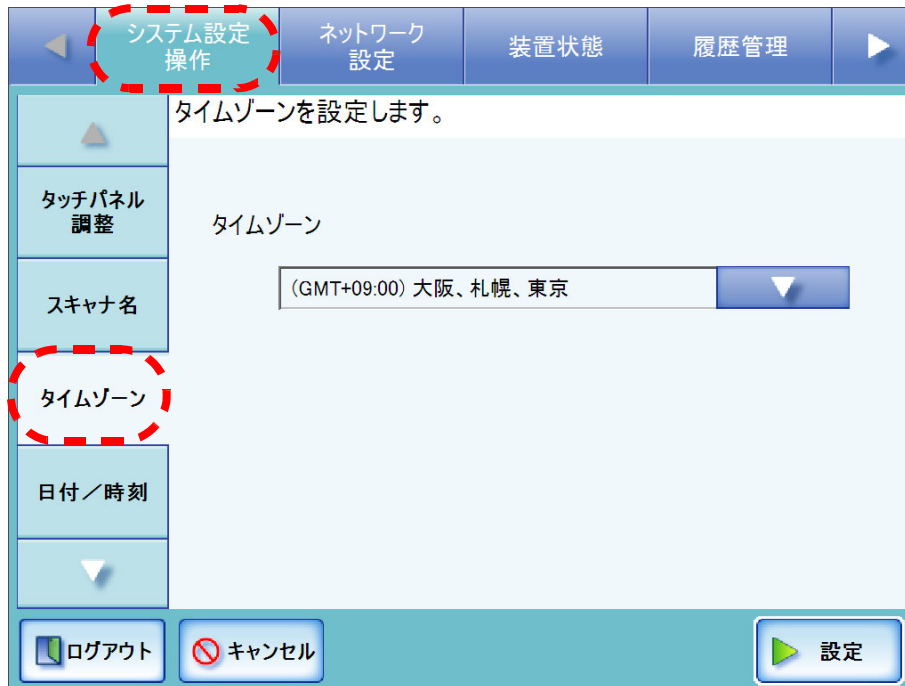 システム設定
操作
ネットワーク
設定
装置状態
履歴管理
タイムゾーンを設定します。
タッチパネル
調整
スキャナ名
タイムゾーン
日付／時刻
タイムゾーン
(GMT+09:00) 大阪、札幌、東京
ログアウト
キャンセル
設定